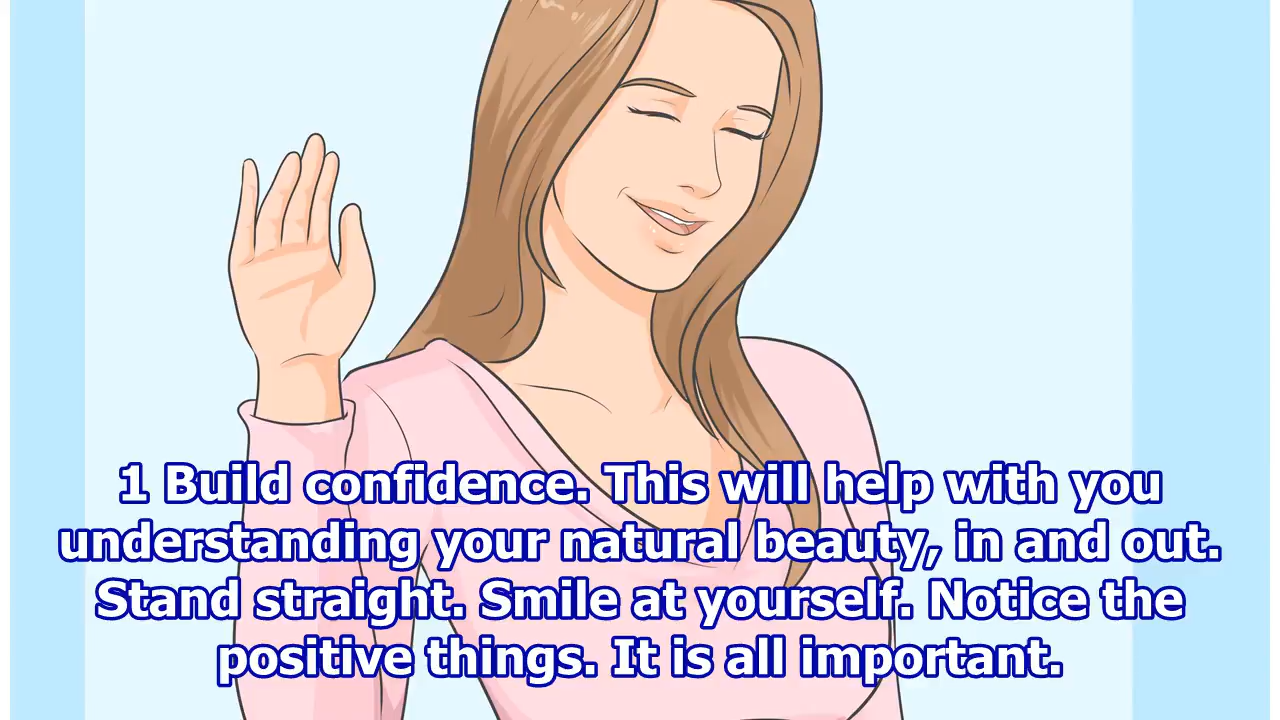 1 Build confidence. This will help with you
understanding your natural beauty, in and out.
Stand straight. Smile at yourself. Notice the
positive things. It is all important.